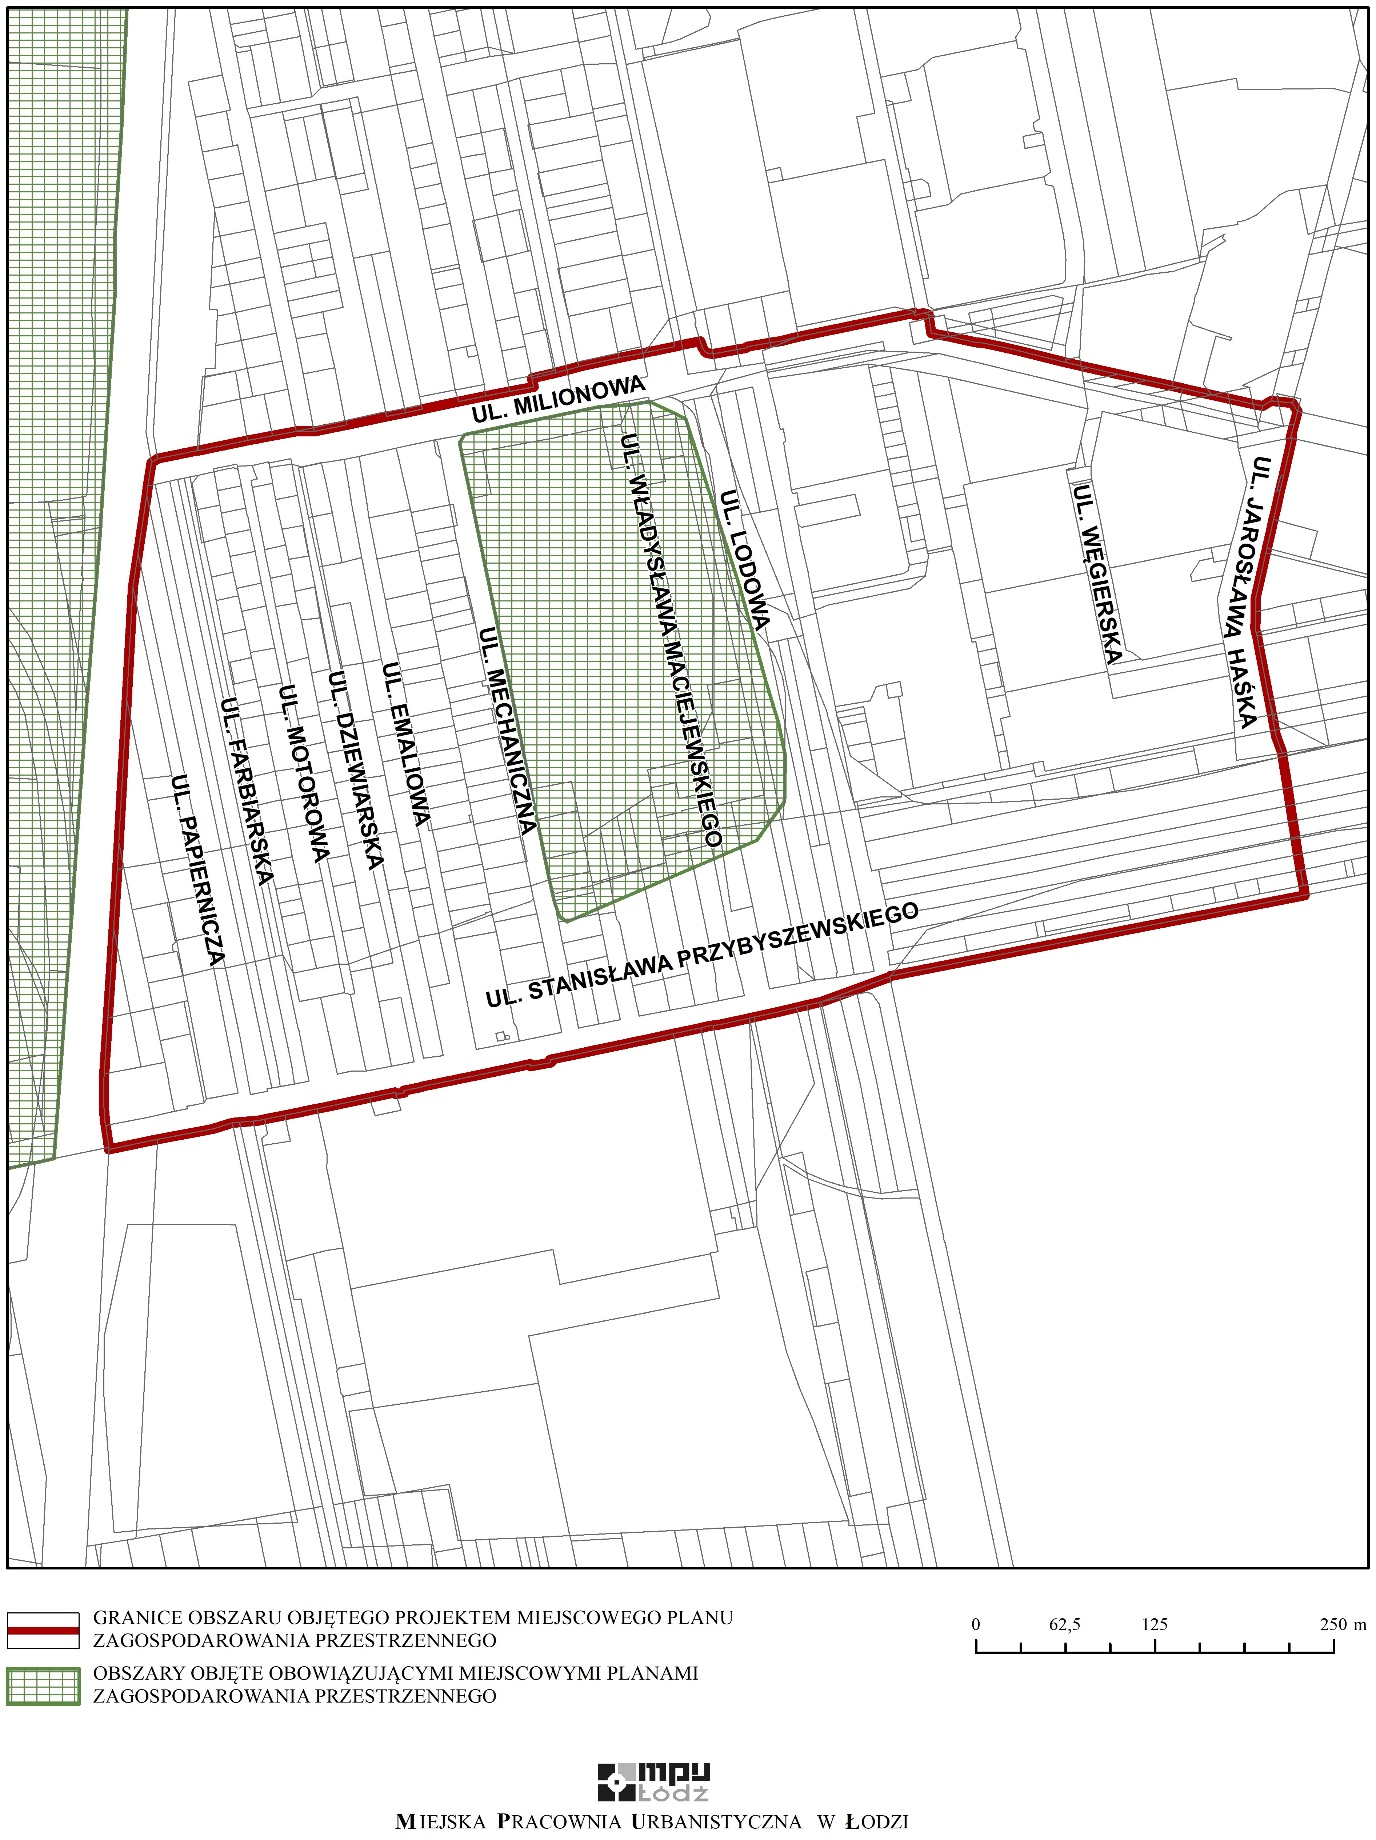 UL. MILIONOWA
UL. WŁADYSŁAWA MACIEJEWSKIEGO
UL. LODOWA
UL. WĘGIERSKA
UL. JAROSŁAWA HAŠKA
UL. MECHANICZNA
UL. EMALIOWA
UL. DZIEWIARSKA
UL. MOTOROWA
UL. FARBIARSKA
UL. PAPIERNICZA
UL. STANISŁAWA PRZYBYSZEWSKIEGO
GRANICE OBSZARU OBJĘTEGO PROJEKTEM MIEJSCOWEGO PLANU
ZAGOSPODAROWANIA PRZESTRZENNEGO
OBSZARY OBJĘTE OBOWIĄZUJĄCYMI MIEJSCOWYMI PLANAMI
ZAGOSPODAROWANIA PRZESTRZENNEGO
0 62,5 125 250 m
mpu
Łódź
MIEJSKA PRACOWNIA URBANISTYCZNA W ŁODZI